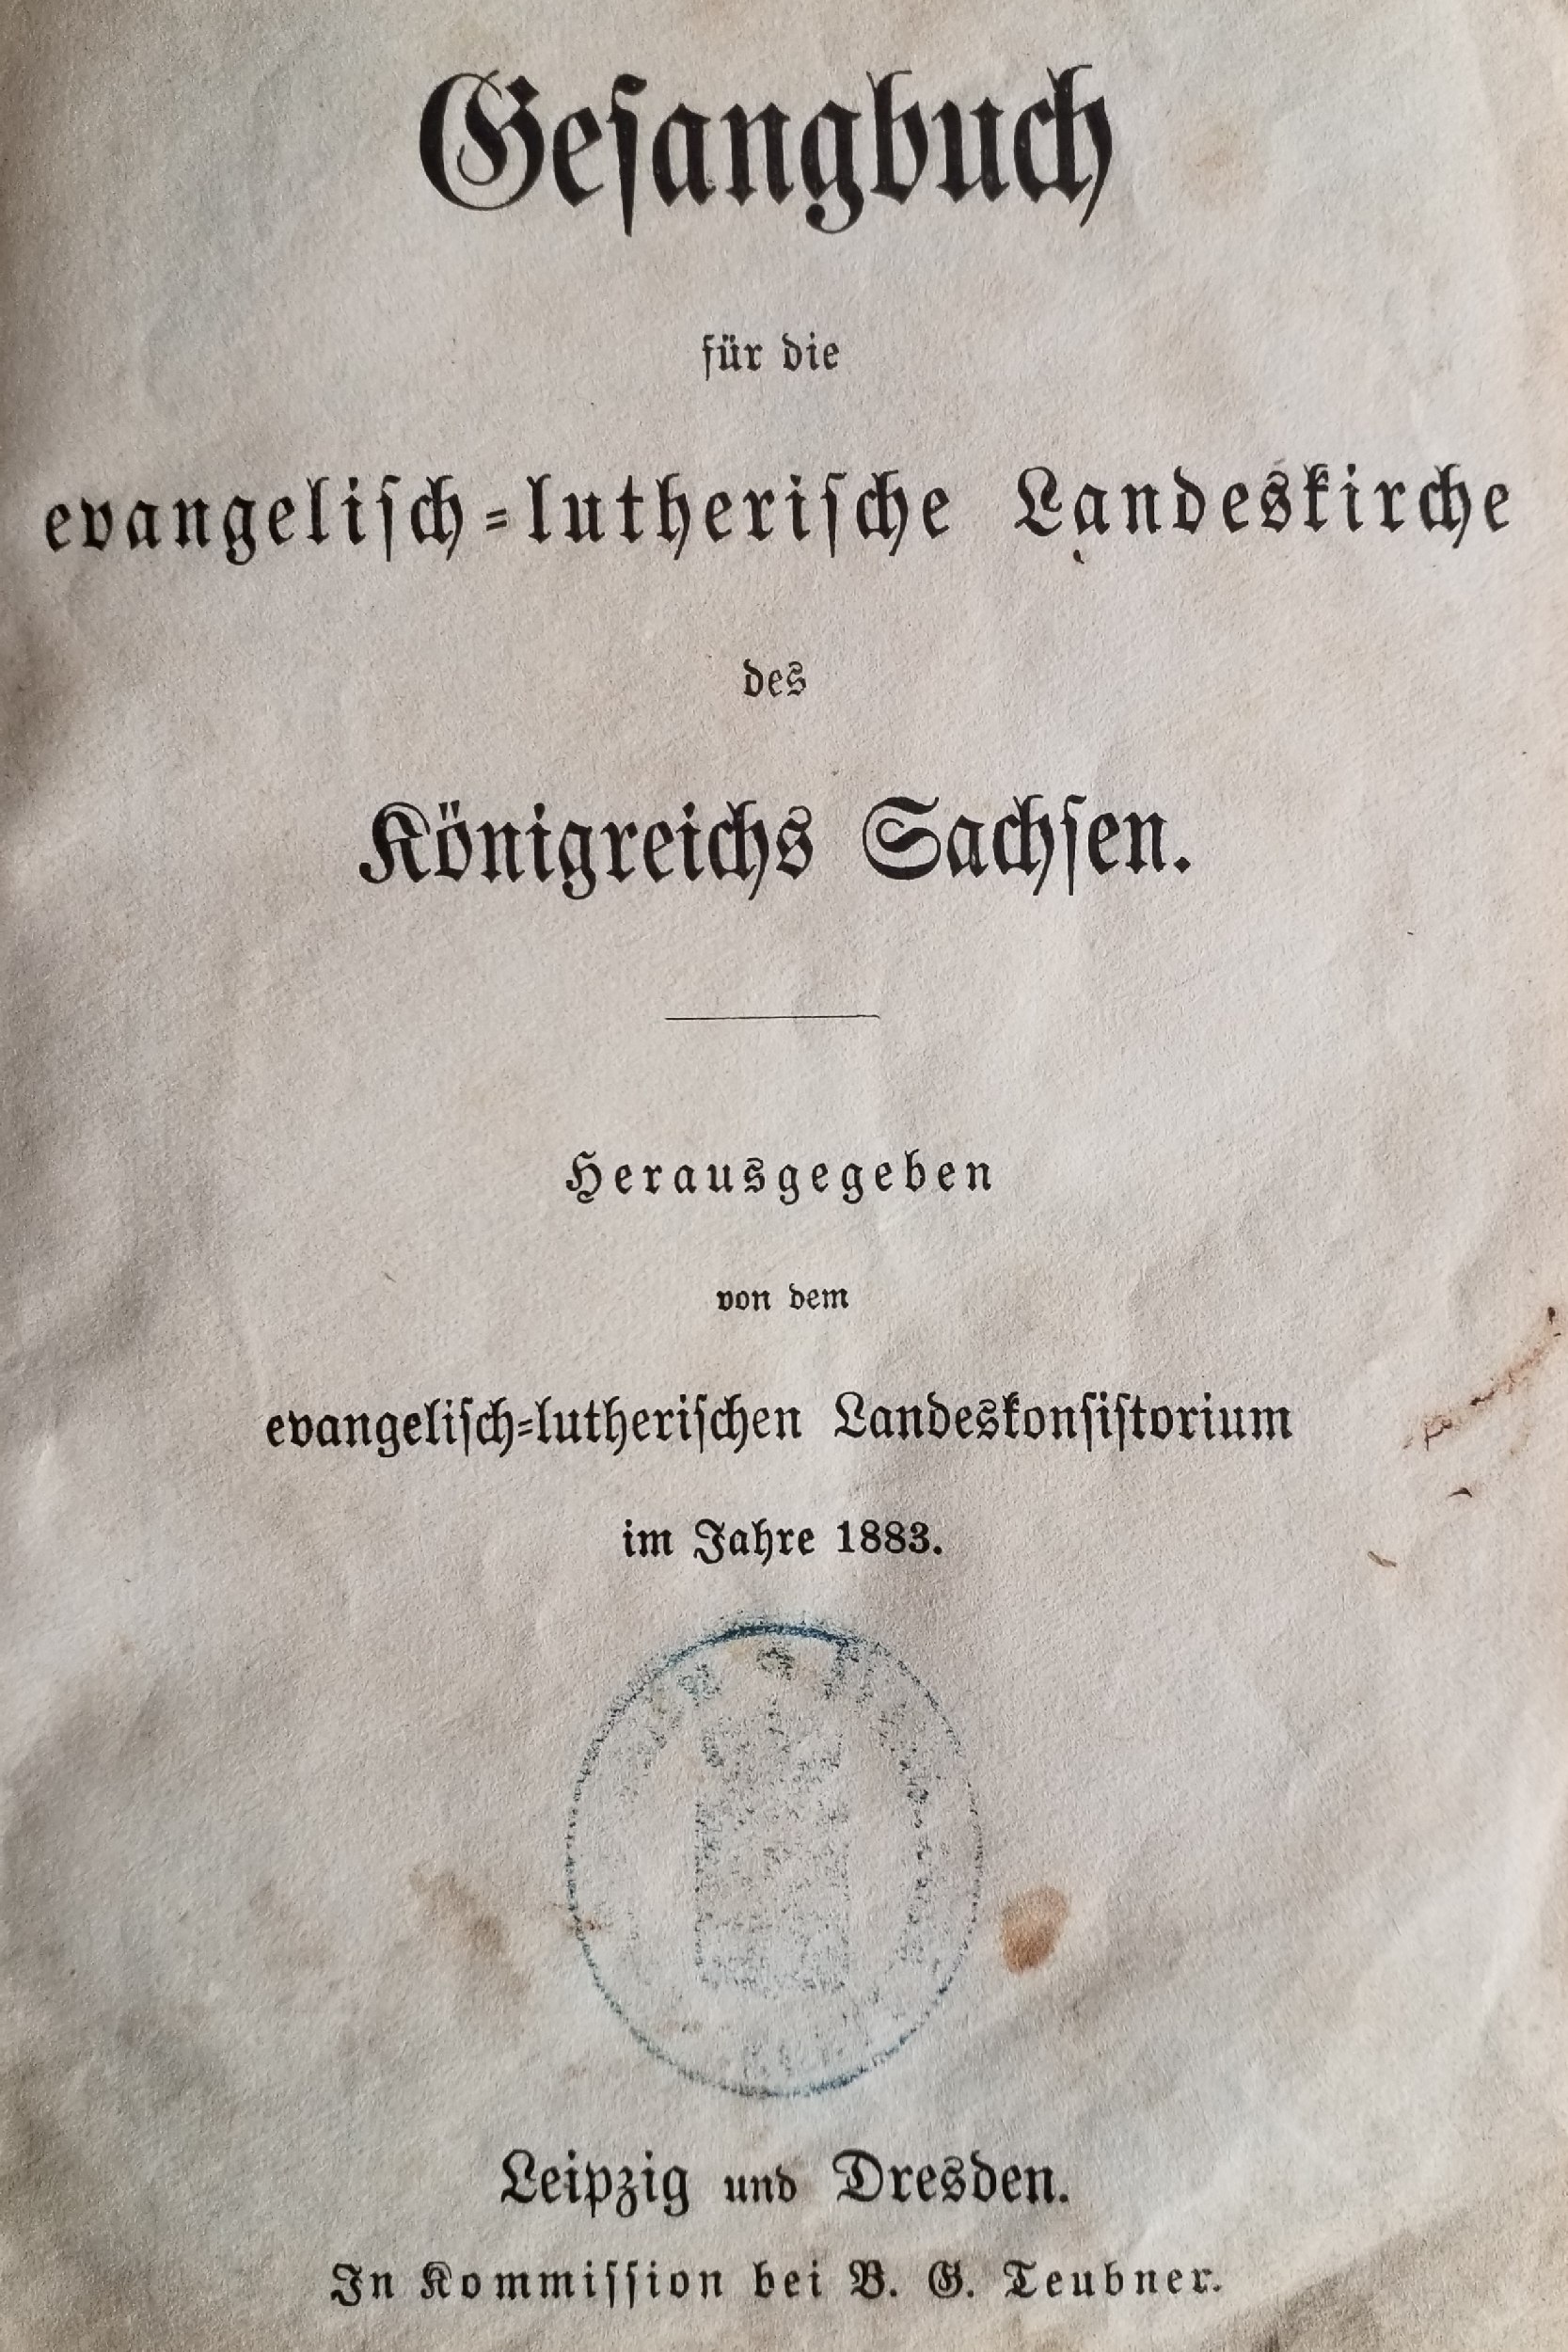 Gesangbuch
für die
evangelisch=lutherische Landeskirche
des
Königreichs Sachsen.
Herausgegeben
von dem
evangelisch=lutherischen Landeskonsistorium
im Jahre 1883.
Leipzig und Dresden.
In Kommission bei B. G. Teubner.